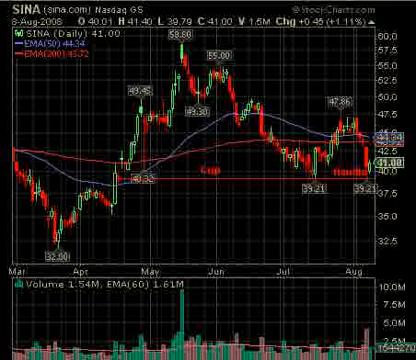 SINA (sina.com) Nasdaq GS @StockCharts.com
8-Aug-2008 O 40.01 H 41.40 L 39.79 C 41.00 V 1.5M Chg +0.45 (+1.11%)
SINA (Daily) 41.00
EMA(50) 44.34
EMA(200) 43.72
58.60
55.00
49.45
49.30
47.86
40.32
39.21
39.21
32.00
Cup
Handle
60.0
57.5
55.0
52.5
50.0
47.5
45.0
42.5
41.00
37.5
35.0
32.5
Mar Apr May Jun Jul Aug
Volume 1.54M, EMA(60) 1.61M
10.0M
7.5M
5.0M
2.5M